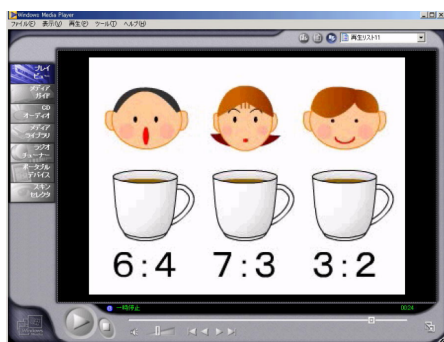 Windows Media Player
ファイル(F) 表示(V) 再生(P) ツール(T) ヘルプ(H)
再生リスト11
プレイ
ビュー
メディア
ガイド
CD
オーディオ
メディア
ライブラリ
ラジオ
チューナー
ポータブル
デバイス
スキン
セレクタ
6:4 7:3 3:2
一時停止
00:24